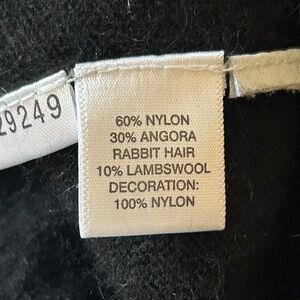 29249
60% NYLON
30% ANGORA
RABBIT HAIR
10% LAMBSWOOL
DECORATION:
100% NYLON